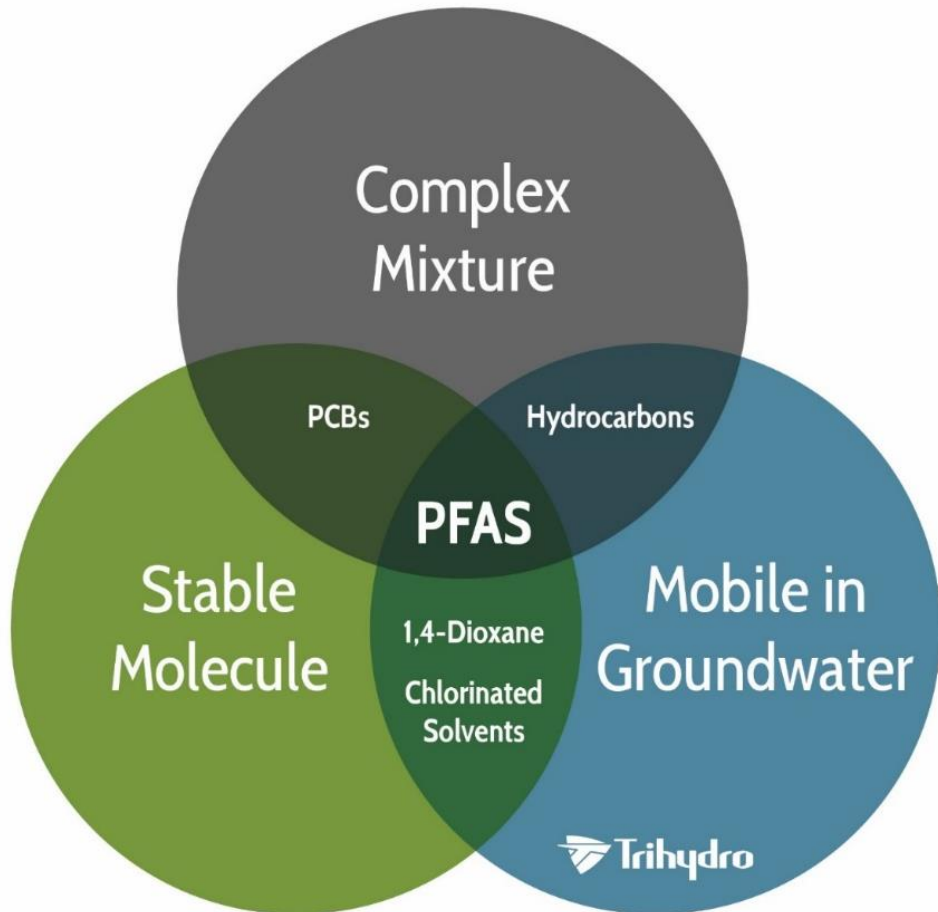 Complex
Mixture
PCBs
Hydrocarbons
PFAS
Stable
Molecule
1,4-Dioxane
Chlorinated
Solvents
Mobile in
Groundwater
Trihydro